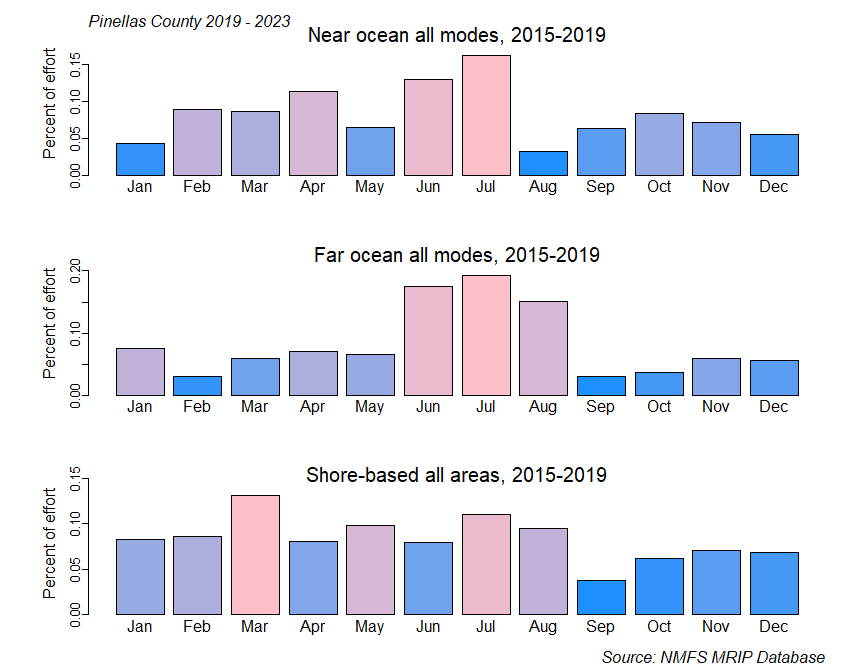 Pinellas County 2019 - 2023
Near ocean all modes, 2015-2019
Percent of effort
0.00 0.05 0.10 0.15
Jan Feb Mar Apr May Jun Jul Aug Sep Oct Nov Dec
Far ocean all modes, 2015-2019
Percent of effort
0.00 0.10 0.20
Jan Feb Mar Apr May Jun Jul Aug Sep Oct Nov Dec
Shore-based all areas, 2015-2019
Percent of effort
0.00 0.05 0.10 0.15
Jan Feb Mar Apr May Jun Jul Aug Sep Oct Nov Dec
Source: NMFS MRIP Database